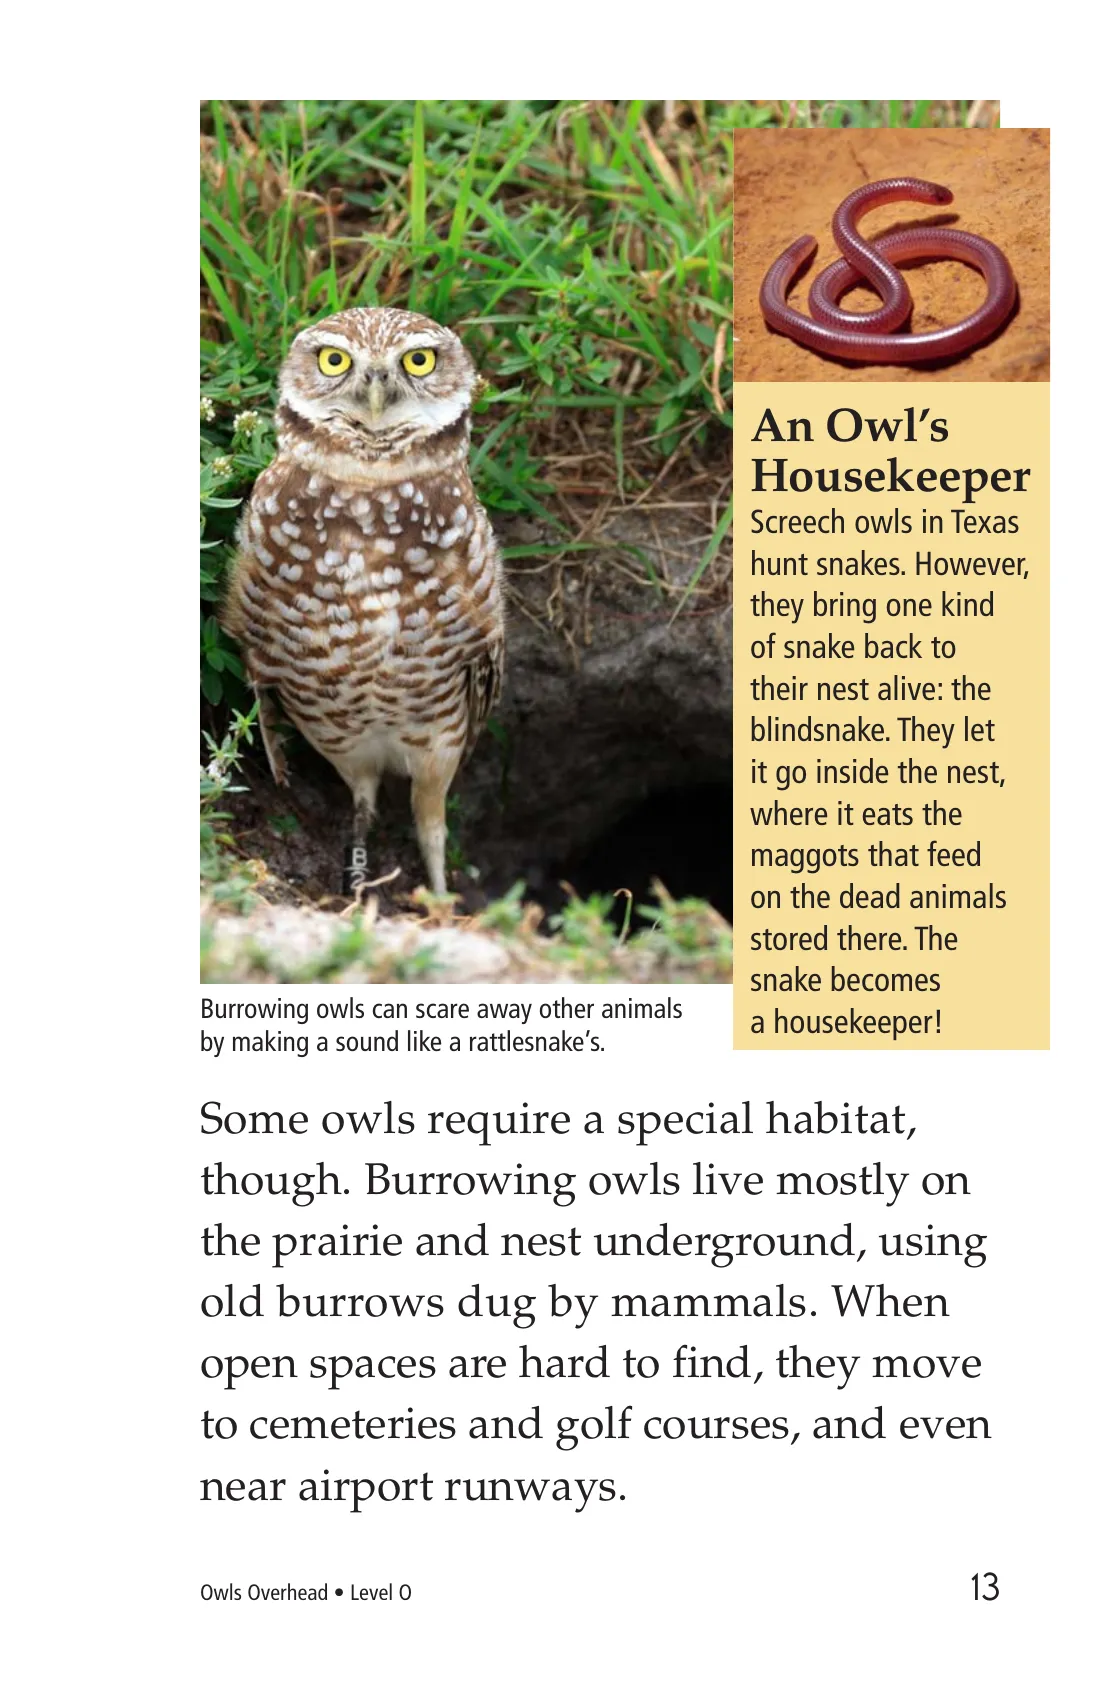 An Owl's
Housekeeper
Screech owls in Texas
hunt snakes. However,
they bring one kind
of snake back to
their nest alive: the
blindsnake. They let
it go inside the nest,
where it eats the
maggots that feed
on the dead animals
stored there. The
snake becomes
a housekeeper!
B
2
Burrowing owls can scare away other animals
by making a sound like a rattlesnake's.
Some owls require a special habitat,
though. Burrowing owls live mostly on
the prairie and nest underground, using
old burrows dug by mammals. When
open spaces are hard to find, they move
to cemeteries and golf courses, and even
near airport runways.
Owls Overhead • Level O
13